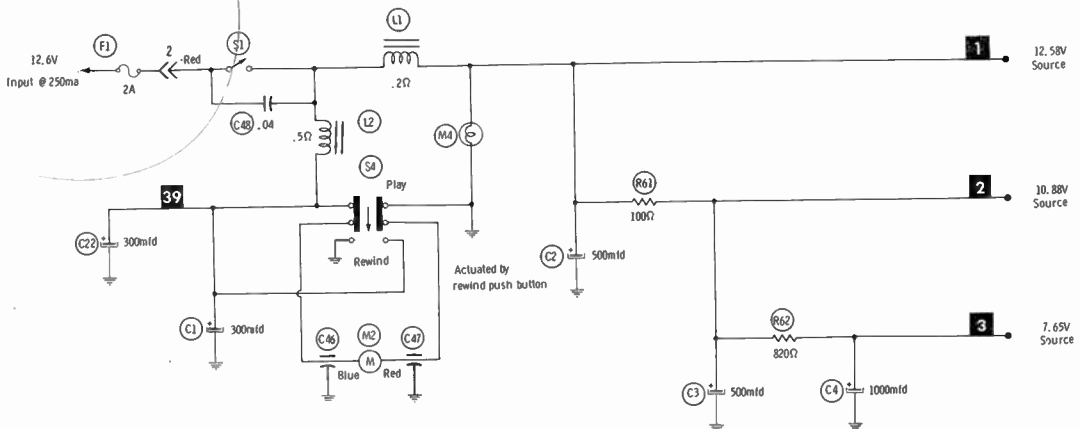 L1
F1
2
-Red
S1
12.6V
Input @ 250ma
2A
.2Ω
1
12.58V
Source
C48 .04
.5Ω
L2
M4
S4
Play
39
R61
100Ω
2
10.88V
Source
C22
300mfd
Rewind
Actuated by
rewind push button
C2
500mfd
C1
300mfd
C46
M2
C47
M
Blue
Red
R62
820Ω
3
7.65V
Source
C3
500mfd
C4
1000mfd